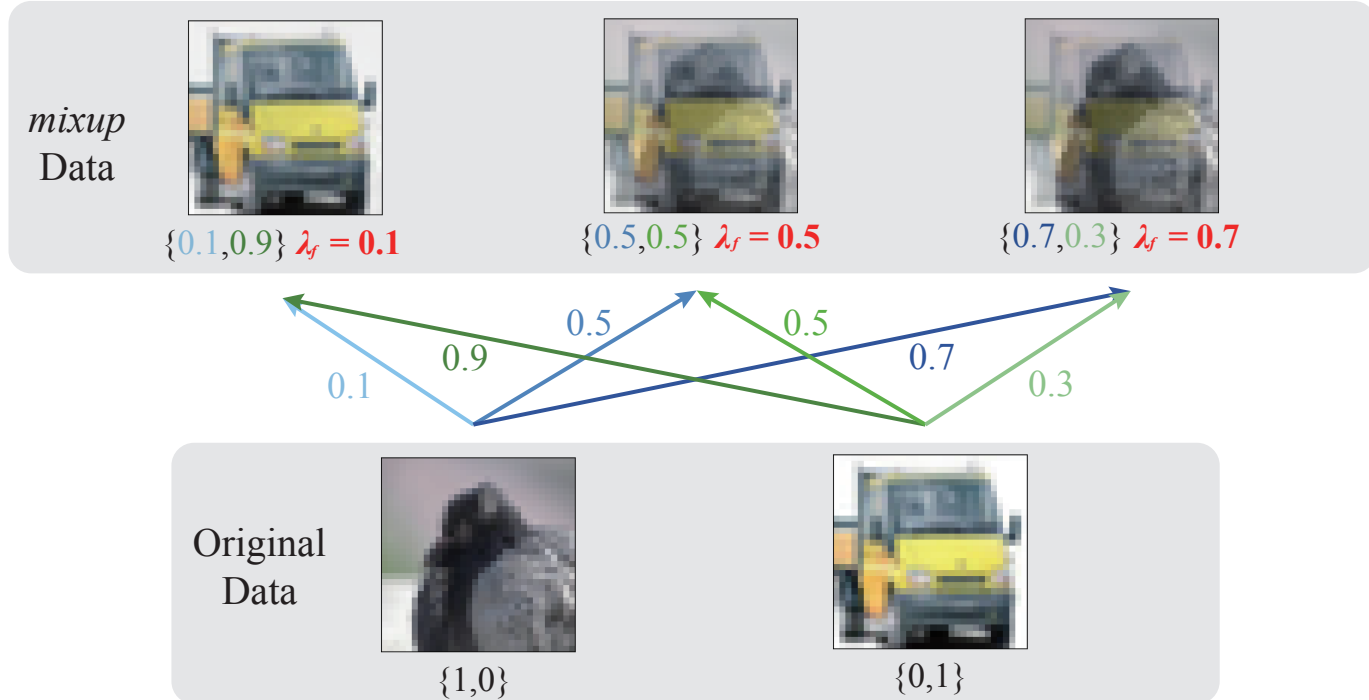 mixup
Data
{0.1,0.9} λf = 0.1
{0.5,0.5} λf = 0.5
{0.7,0.3} λf = 0.7
0.1
0.9
0.5
0.5
0.7
0.3
Original
Data
{1,0}
{0,1}